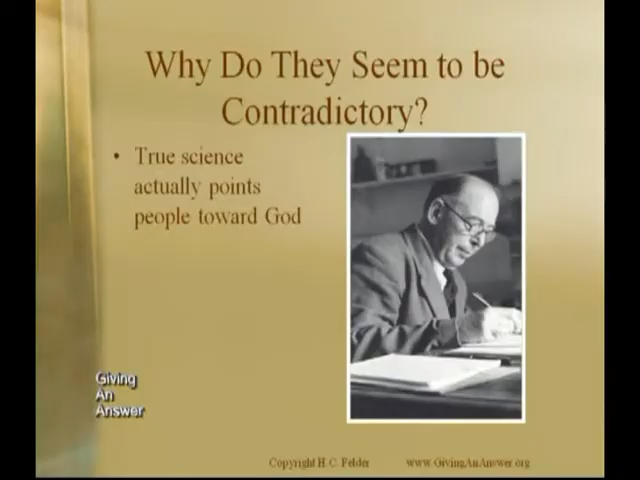 Why Do They Seem to be
Contradictory?
• True science
actually points
people toward God
Giving
An
Answer
Copyright H.C. Felder
www.GivingAnAnswer.org